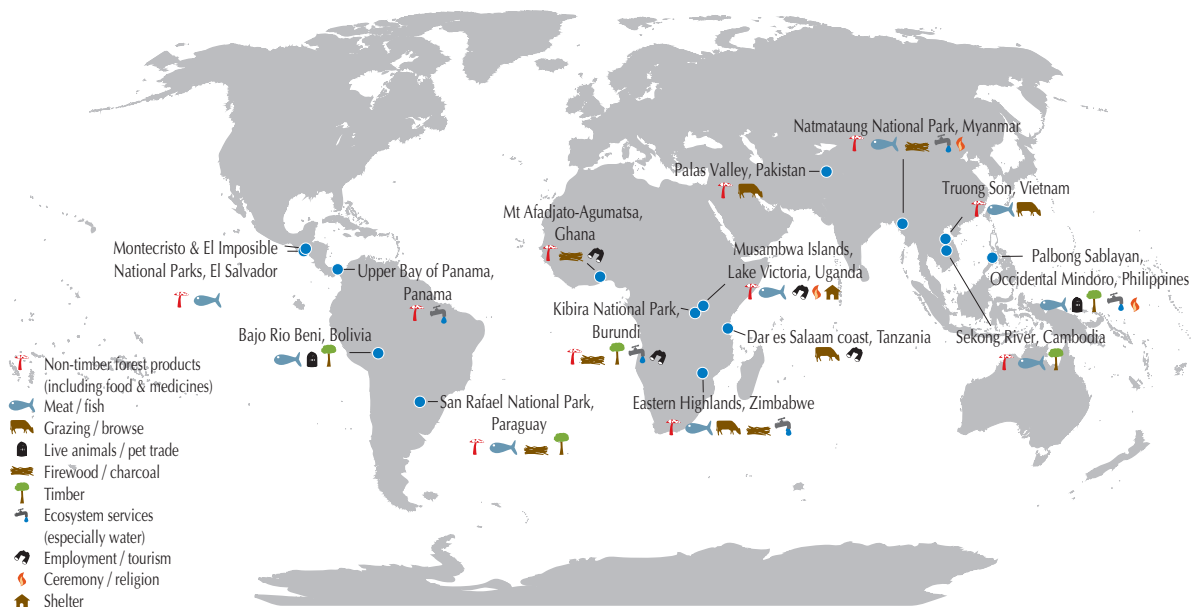 Natmataung National Park, Myanmar
Palas Valley, Pakistan
Truong Son, Vietnam
Mt Afadjato-Agumatsa,
Ghana
Montecristo & El Imposible
National Parks, El Salvador
Upper Bay of Panama,
Panama
Musambwa Islands,
Lake Victoria, Uganda
Palbong Sablayan,
Occidental Mindoro, Philippines
Kibira National Park,
Burundi
Bajo Rio Beni, Bolivia
Dar es Salaam coast, Tanzania
Sekong River, Cambodia
San Rafael National Park,
Paraguay
Eastern Highlands, Zimbabwe
Non-timber forest products
(including food & medicines)
Meat / fish
Grazing / browse
Live animals / pet trade
Firewood / charcoal
Timber
Ecosystem services
(especially water)
Employment / tourism
Ceremony / religion
Shelter